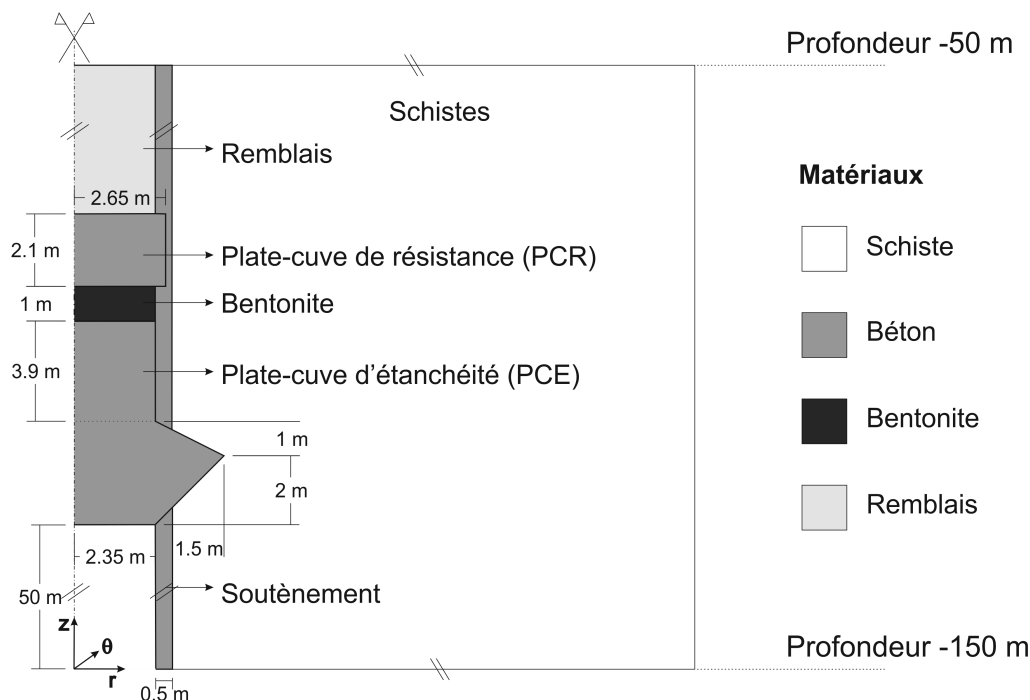 Profondeur -50 m
Schistes
Remblais
2.65 m
Matériaux
Schiste
2.1 m
Plate-cuve de résistance (PCR)
1 m
Bentonite
Béton
3.9 m
Plate-cuve d'étanchéité (PCE)
Bentonite
1 m
2 m
Remblais
2.35 m
1.5 m
50 m
Soutènement
z
θ
r
Profondeur -150 m
0.5 m